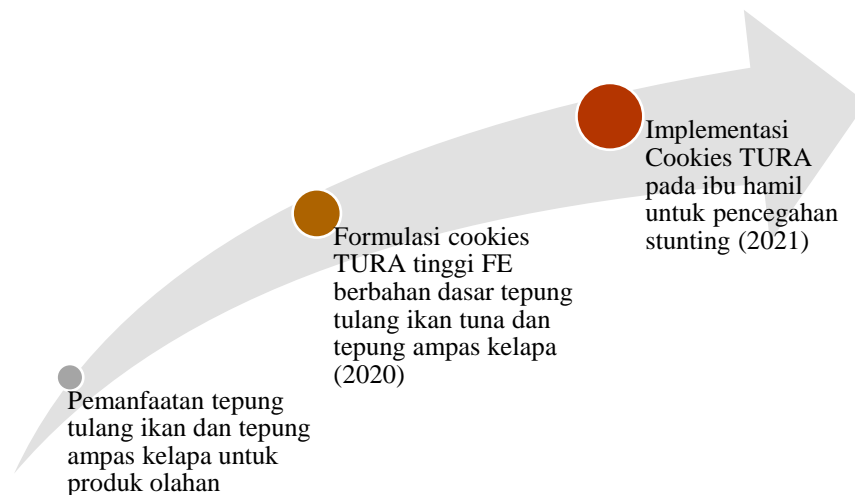 Implementasi
Cookies TURA
pada ibu hamil
untuk pencegahan
stunting (2021)
Formulasi cookies
TURA tinggi FE
berbahan dasar tepung
tulang ikan tuna dan
tepung ampas kelapa
(2020)
Pemanfaatan tepung
tulang ikan dan tepung
ampas kelapa untuk
produk olahan